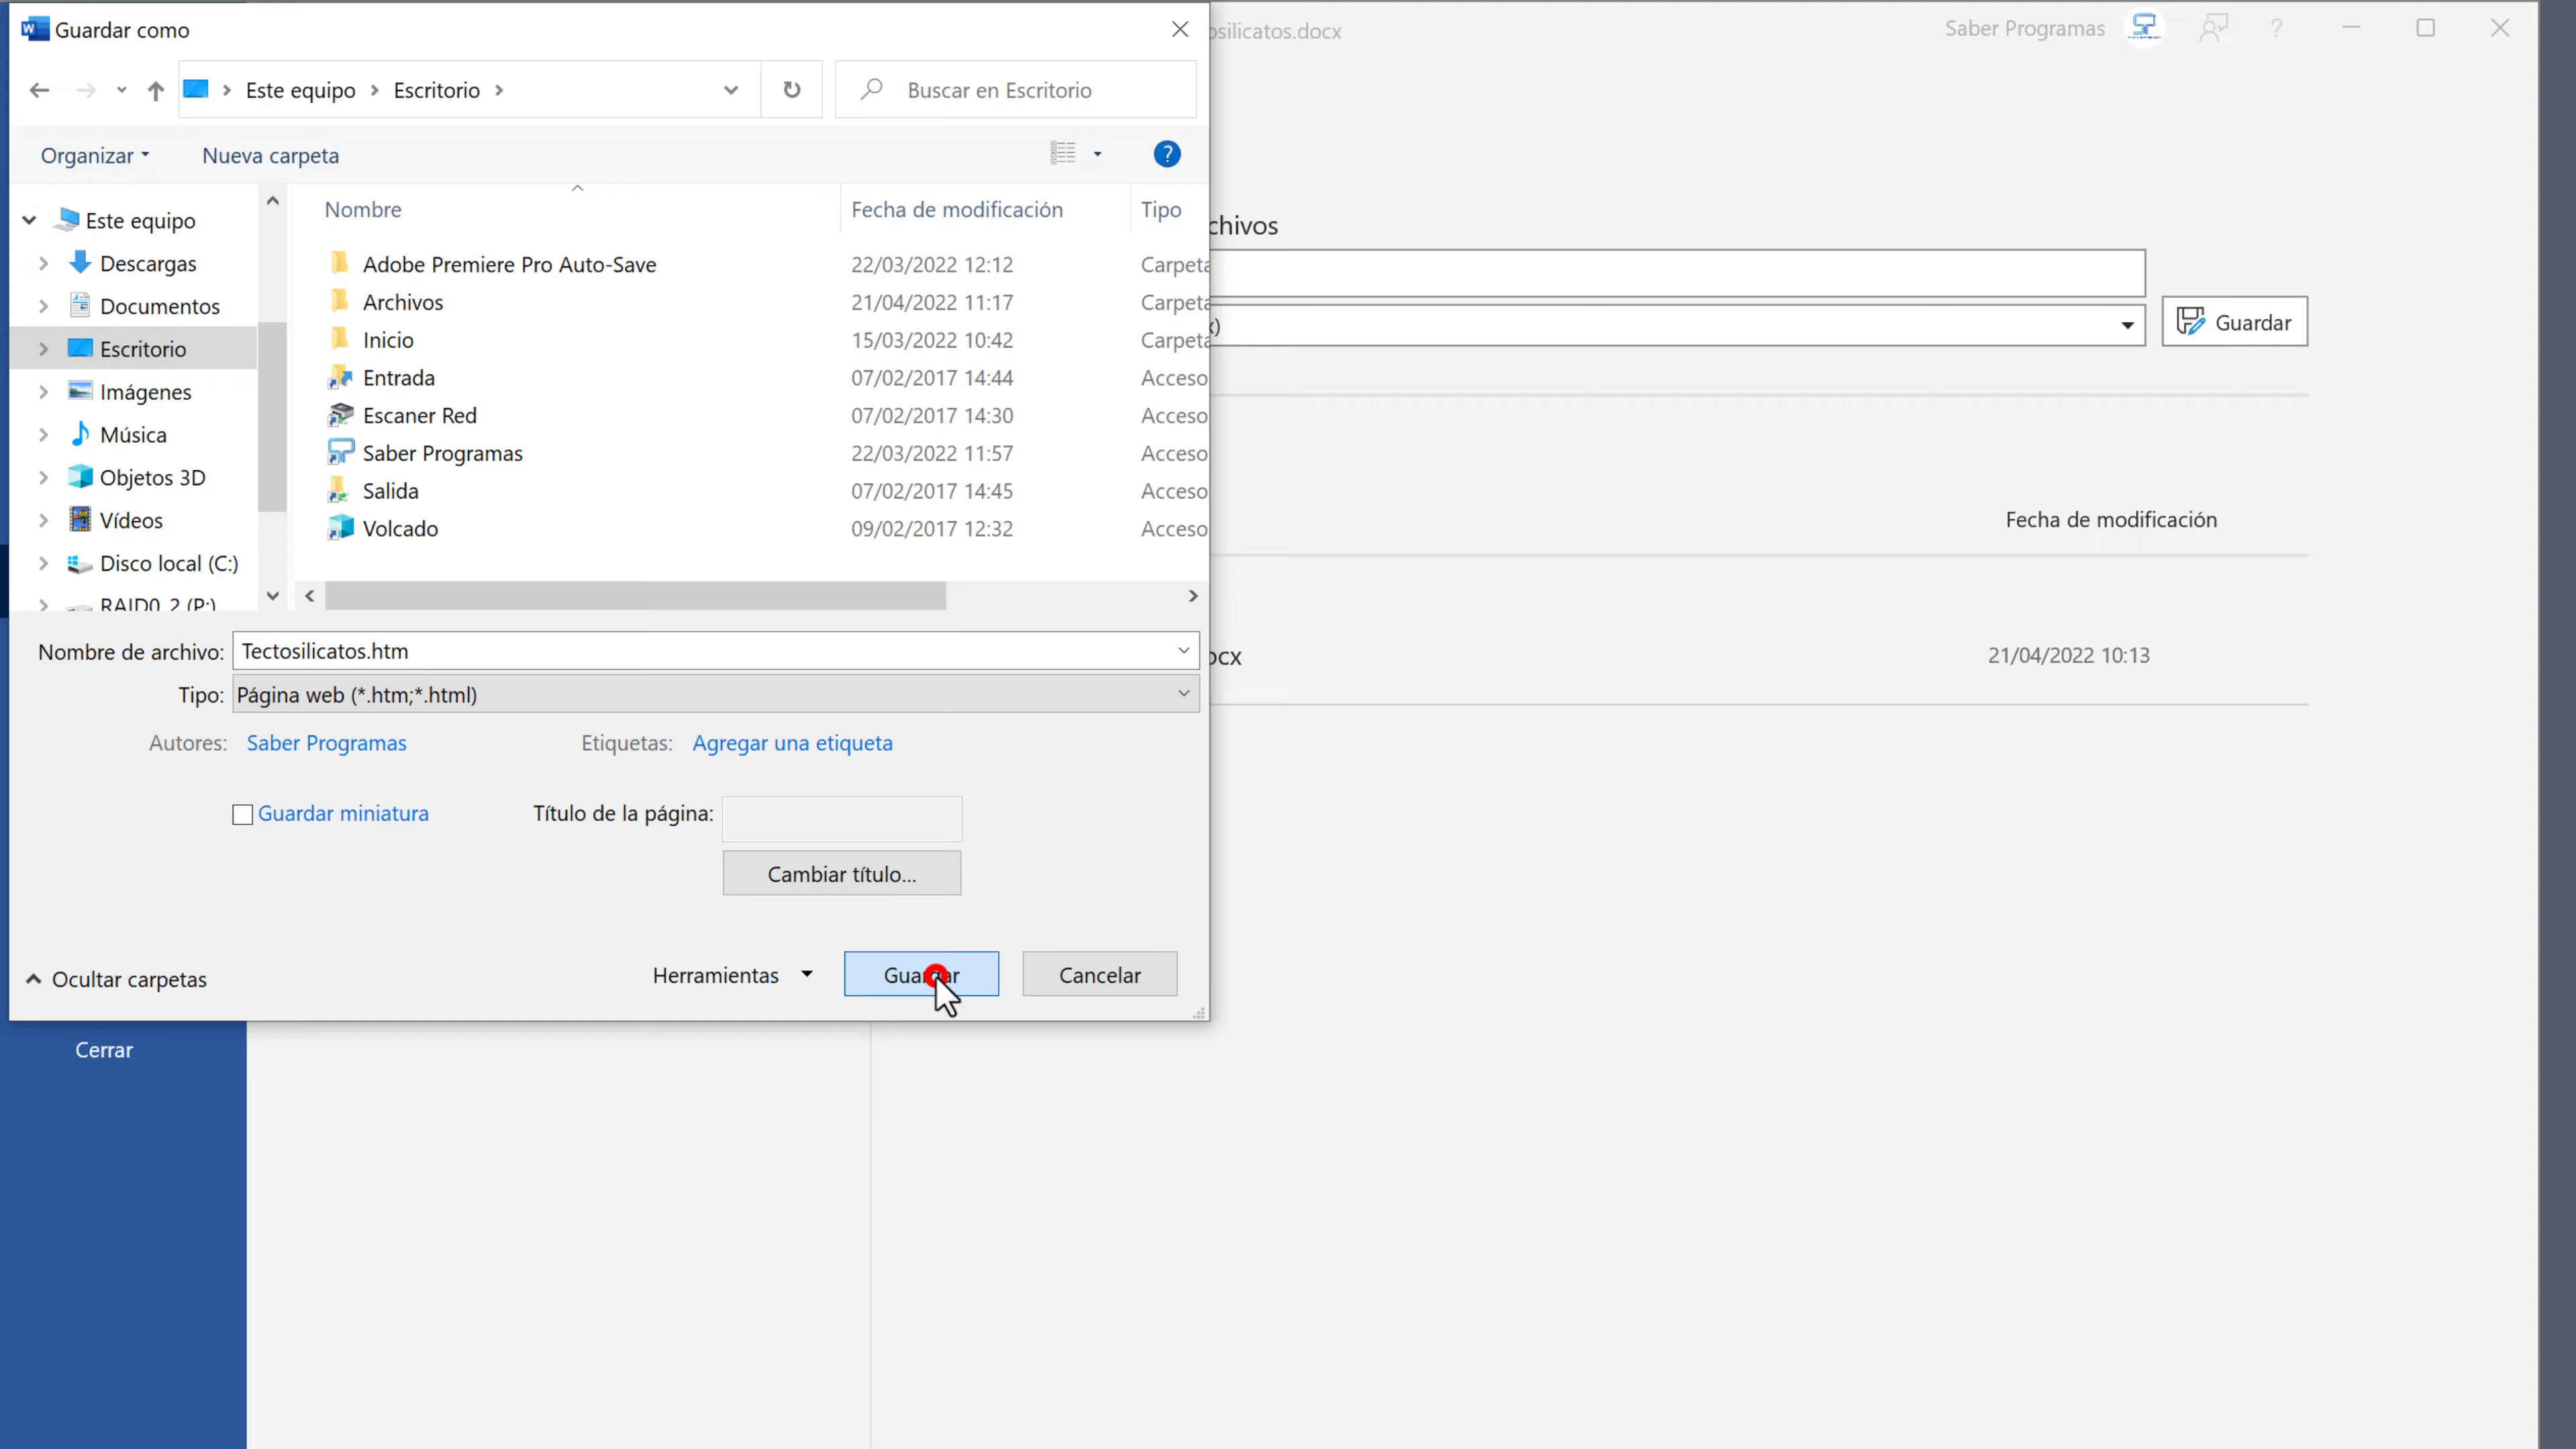 Guardar como
osilicatos.docx
Saber Programas
?
Este equipo > Escritorio >
Buscar en Escritorio
Organizar
Nueva carpeta
?
Nombre
Fecha de modificación
Tipo
Este equipo
Descargas
Documentos
Escritorio
Imágenes
Música
Objetos 3D
Vídeos
Disco local (C:)
RAID0_2 (P:)
Adobe Premiere Pro Auto-Save 22/03/2022 12:12 Carpeta
Archivos 21/04/2022 11:17 Carpeta
Inicio 15/03/2022 10:42 Carpeta
Entrada 07/02/2017 14:44 Acceso
Escaner Red 07/02/2017 14:30 Acceso
Saber Programas 22/03/2022 11:57 Acceso
Salida 07/02/2017 14:45 Acceso
Volcado 09/02/2017 12:32 Acceso
chivos
x)
Guardar
Fecha de modificación
ocx
21/04/2022 10:13
Nombre de archivo: Tectosilicatos.htm
Tipo: Página web (*.htm;*.html)
Autores: Saber Programas
Etiquetas: Agregar una etiqueta
Guardar miniatura
Título de la página:
Cambiar título...
Ocultar carpetas
Herramientas
Guardar
Cancelar
Cerrar